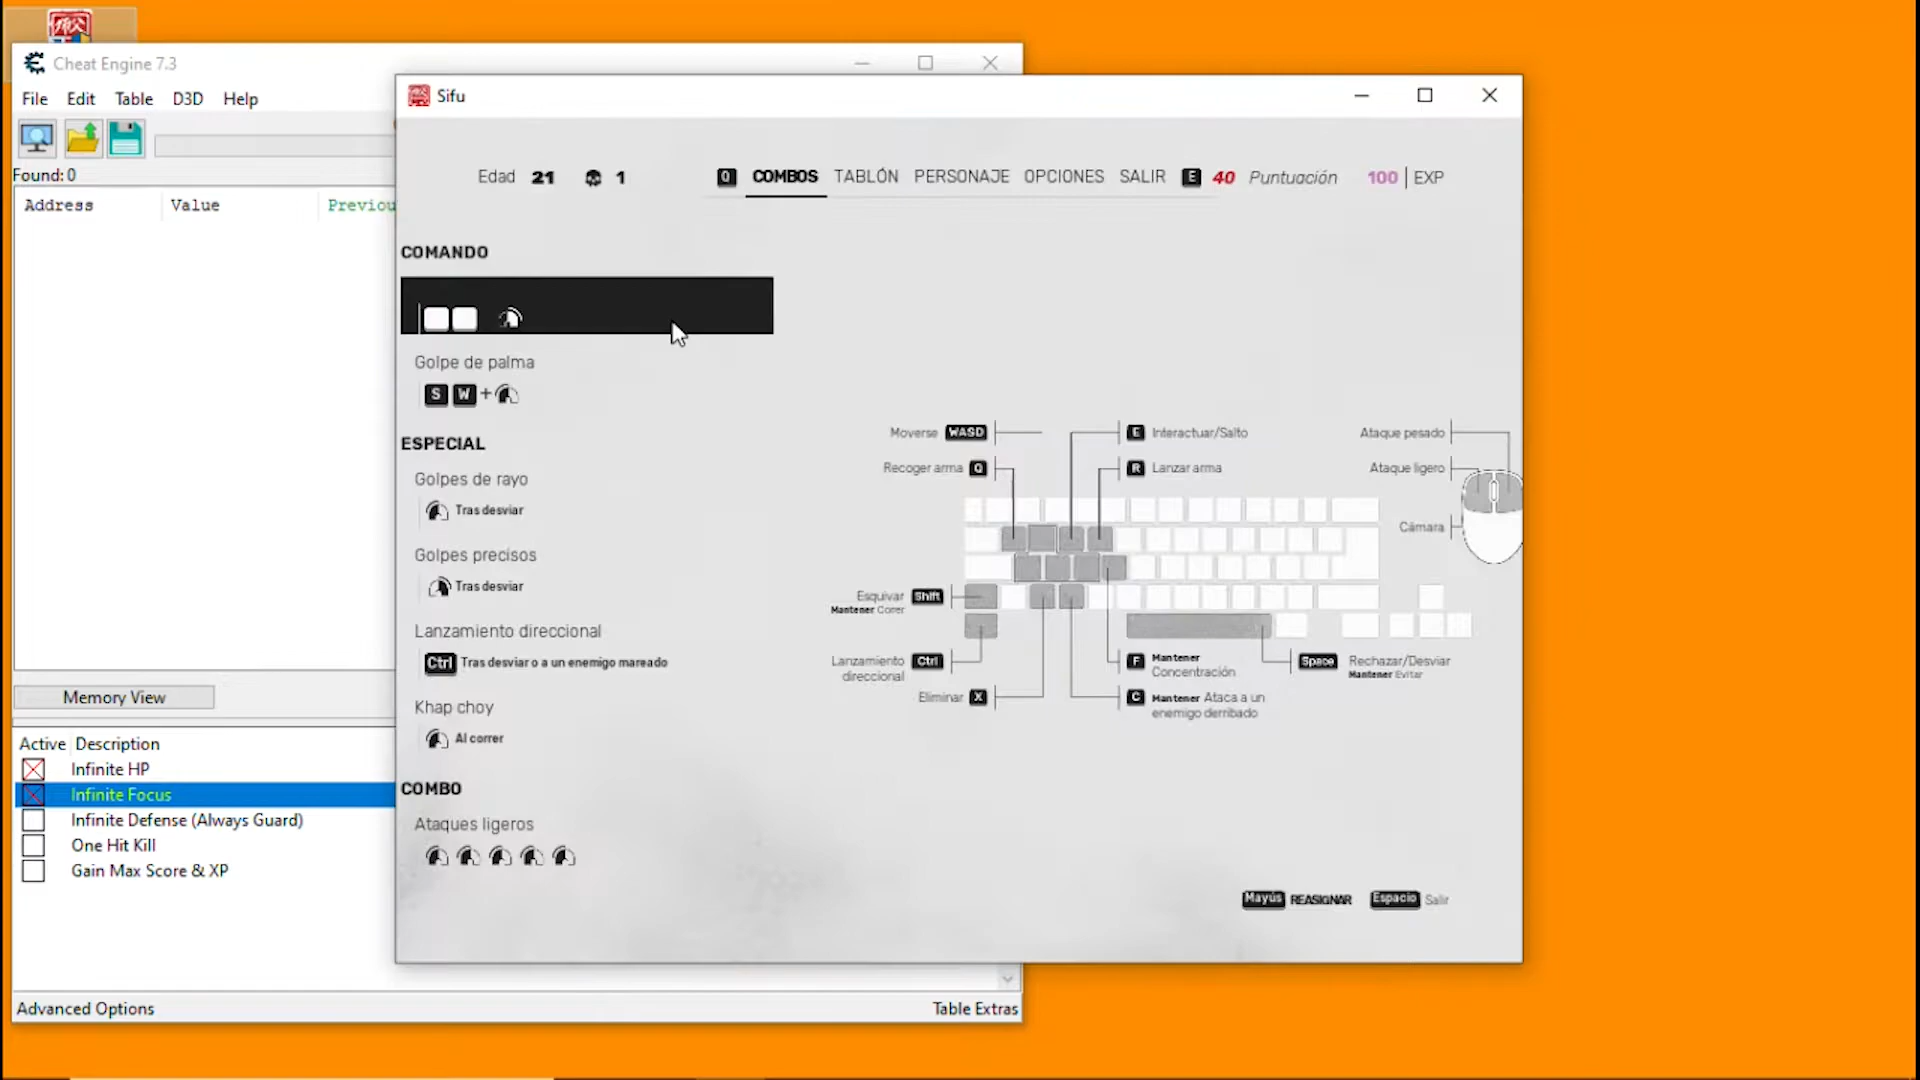 Cheat Engine 7.3
File Edit Table D3D Help
Found: 0
Address Value Previou
Memory View
Active Description
Infinite HP
Infinite Focus
Infinite Defense (Always Guard)
One Hit Kill
Gain Max Score & XP
Advanced Options
Table Extras
Sifu
Edad 21 1
Q COMBOS TABLÓN PERSONAJE OPCIONES SALIR E
40 Puntuación 100 EXP
COMANDO
Golpe de palma
S W +
ESPECIAL
Golpes de rayo
Tras desviar
Golpes precisos
Tras desviar
Lanzamiento direccional
Ctrl Tras desviar o a un enemigo mareado
Khap choy
Al correr
COMBO
Ataques ligeros
Moverse WASD
Recoger arma Q
E Interactuar/Salto
R Lanzar arma
Ataque pesado
Ataque ligero
Cámara
Esquivar Shift
Mantener Correr
Lanzamiento Ctrl
direccional
Eliminar X
F Mantener
Concentración
C Mantener Ataca a un
enemigo derribado
Space Rechazar/Desviar
Mantener Evitar
Mayús REASIGNAR Espacio Salir